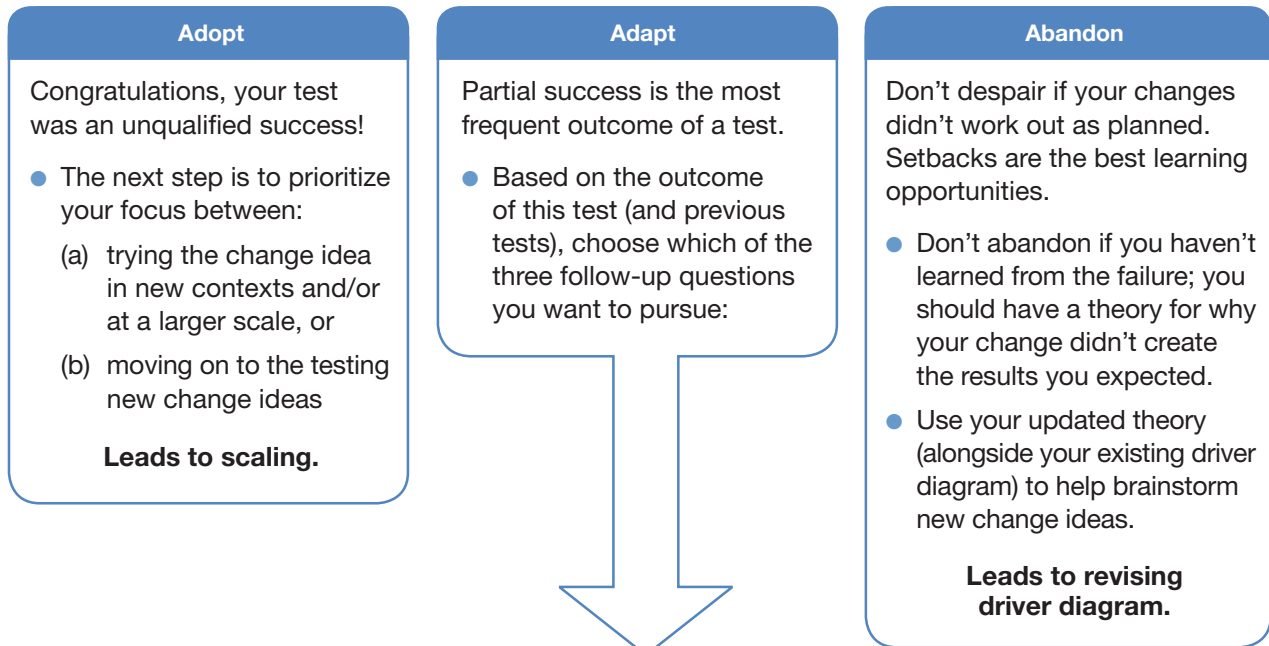 Adopt
Congratulations, your test
was an unqualified success!
● The next step is to prioritize
your focus between:
(a) trying the change idea
in new contexts and/or
at a larger scale, or
(b) moving on to the testing
new change ideas
Leads to scaling.
Adapt
Partial success is the most
frequent outcome of a test.
● Based on the outcome
of this test (and previous
tests), choose which of the
three follow-up questions
you want to pursue:
Abandon
Don’t despair if your changes
didn’t work out as planned.
Setbacks are the best learning
opportunities.
● Don’t abandon if you haven’t
learned from the failure; you
should have a theory for why
your change didn’t create
the results you expected.
● Use your updated theory
(alongside your existing driver
diagram) to help brainstorm
new change ideas.
Leads to revising
driver diagram.